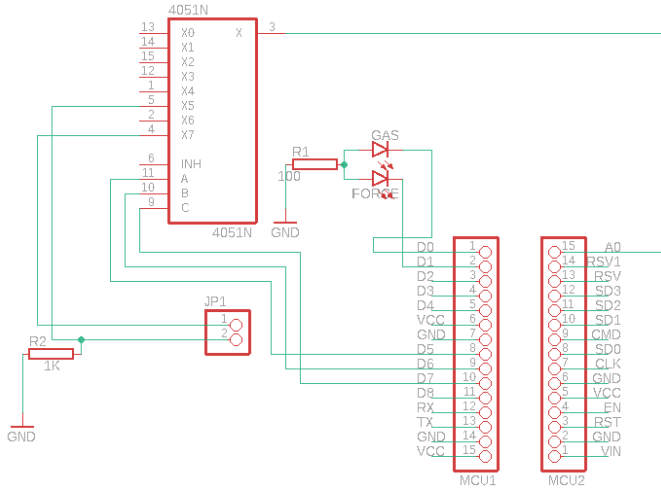 4051N
13 X0 X 3
14 X1
15 X2
12 X3
1 X4
5 X5
2 X6
4 X7
6 INH
11 A
10 B
9 C
4051N
GAS
R1
100
FORCE
GND
D0 1
D1 2
D2 3
D3 4
D4 5
VCC 6
GND 7
D5 8
D6 9
D7 10
D8 11
RX 12
TX 13
GND 14
VCC 15
MCU1
15 A0
14 RSV1
13 RSV
12 SD3
11 SD2
10 SD1
9 CMD
8 SD0
7 CLK
6 GND
5 VCC
4 EN
3 RST
2 GND
1 VIN
MCU2
JP1
1
2
R2
1K
GND